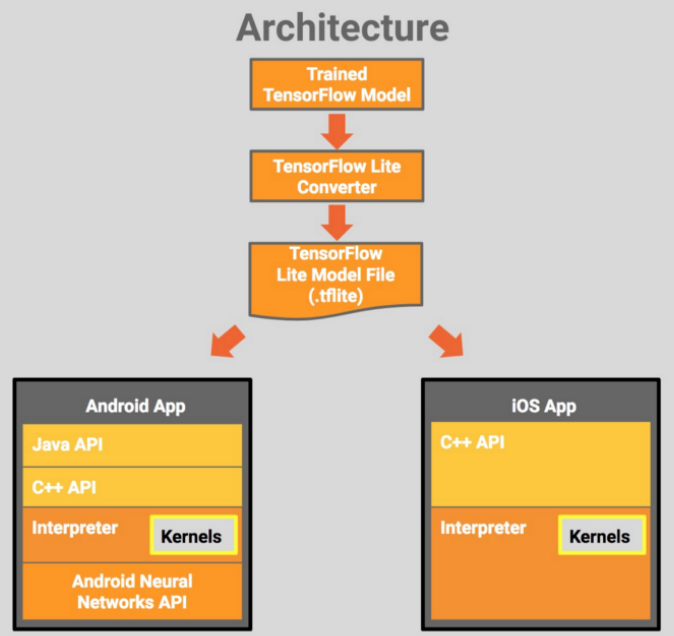 Architecture
Trained
TensorFlow Model
TensorFlow Lite
Converter
TensorFlow
Lite Model File
(.tflite)
Android App
Java API
C++ API
Interpreter
Kernels
Android Neural
Networks API
iOS App
C++ API
Interpreter
Kernels